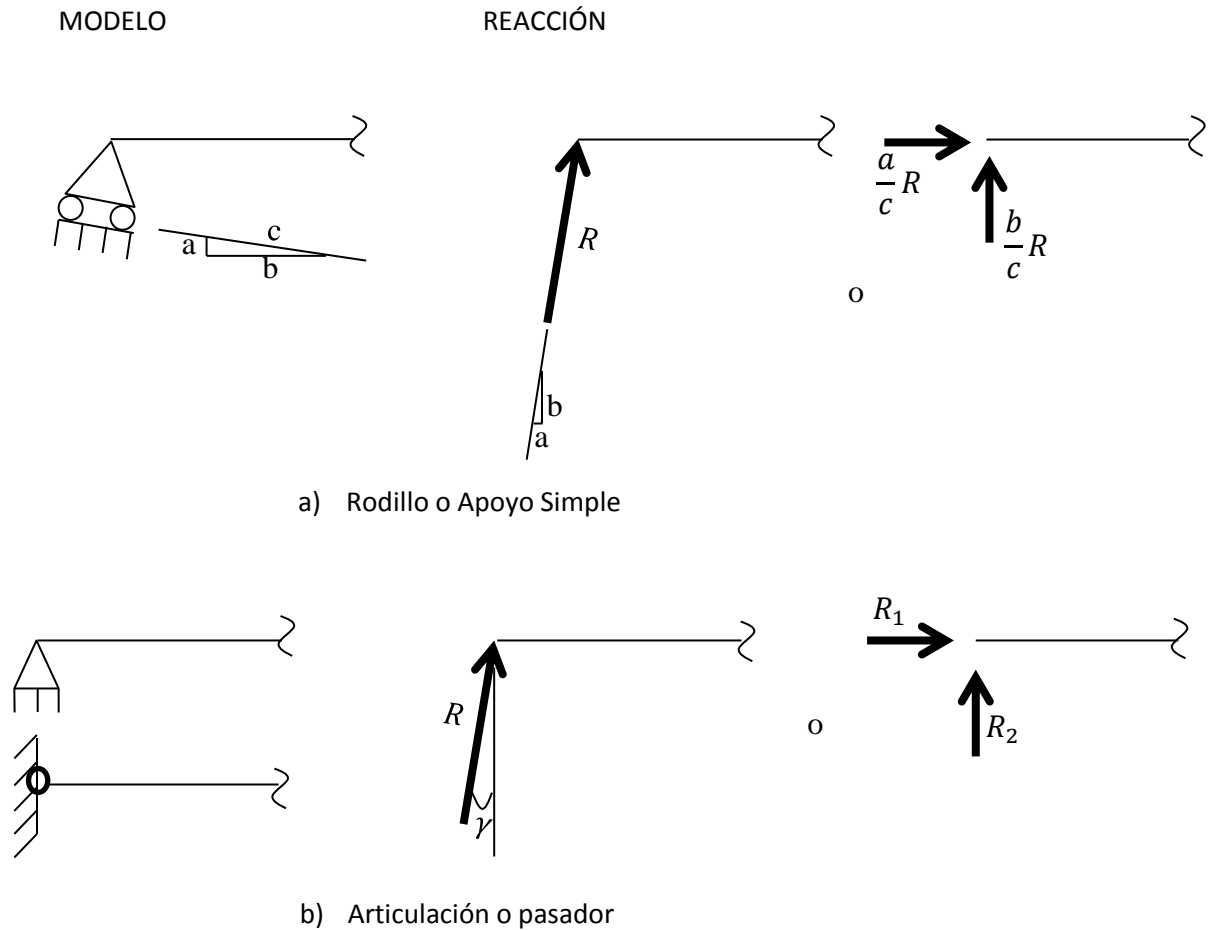 MODELO
REACCIÓN
a
c
b
R
b
a
a/c R
b/c R
o
a) Rodillo o Apoyo Simple
R
γ
R₁
R₂
o
b) Articulación o pasador